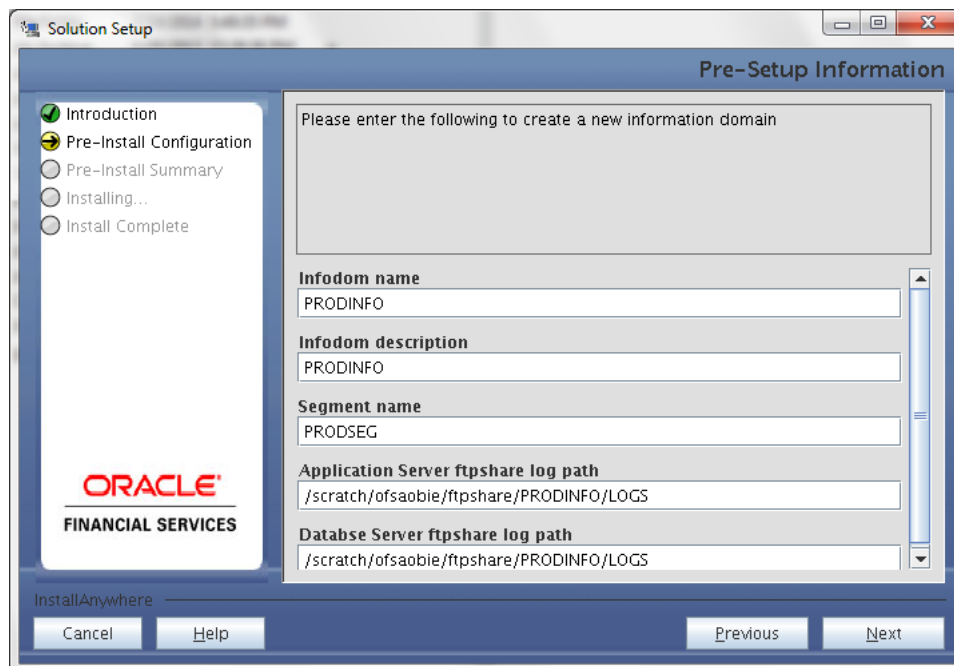 Solution Setup
Pre-Setup Information
Introduction
Pre-Install Configuration
Pre-Install Summary
Installing...
Install Complete
ORACLE®
FINANCIAL SERVICES
Please enter the following to create a new information domain
Infodom name
PRODINFO
Infodom description
PRODINFO
Segment name
PRODSEG
Application Server ftpshare log path
/scratch/ofsaobie/ftpshare/PRODINFO/LOGS
Databse Server ftpshare log path
/scratch/ofsaobie/ftpshare/PRODINFO/LOGS
InstallAnywhere
Cancel
Help
Previous
Next